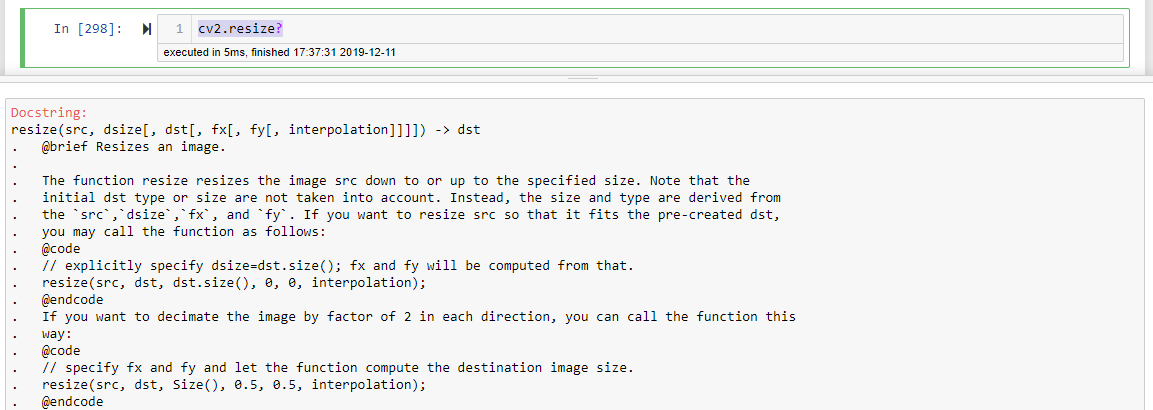 In [298]:
1 cv2.resize?
executed in 5ms, finished 17:37:31 2019-12-11
Docstring:
resize(src, dsize[, dst[, fx[, fy[, interpolation]]]]) -> dst
.   @brief Resizes an image.
.
.   The function resize resizes the image src down to or up to the specified size. Note that the
.   initial dst type or size are not taken into account. Instead, the size and type are derived from
.   the `src`,`dsize`,`fx`, and `fy`. If you want to resize src so that it fits the pre-created dst,
.   you may call the function as follows:
.   @code
.   // explicitly specify dsize=dst.size(); fx and fy will be computed from that.
.   resize(src, dst, dst.size(), 0, 0, interpolation);
.   @endcode
.   If you want to decimate the image by factor of 2 in each direction, you can call the function this
.   way:
.   @code
.   // specify fx and fy and let the function compute the destination image size.
.   resize(src, dst, Size(), 0.5, 0.5, interpolation);
.   @endcode